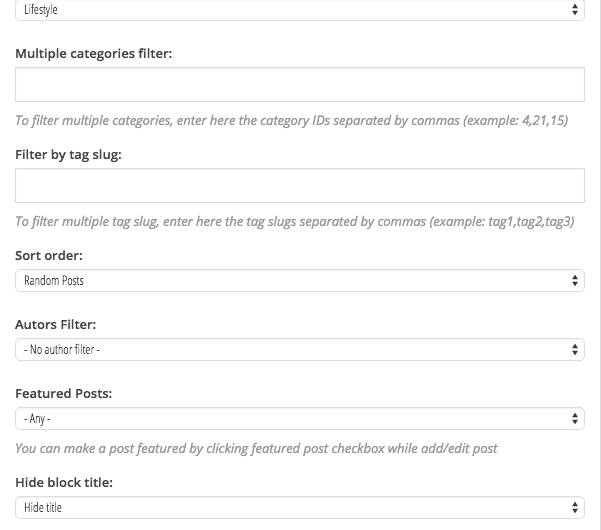 Lifestyle
Multiple categories filter:
To filter multiple categories, enter here the category IDs separated by commas (example: 4,21,15)
Filter by tag slug:
To filter multiple tag slug, enter here the tag slugs separated by commas (example: tag1,tag2,tag3)
Sort order:
Random Posts
Autors Filter:
- No author filter -
Featured Posts:
- Any -
You can make a post featured by clicking featured post checkbox while add/edit post
Hide block title:
Hide title